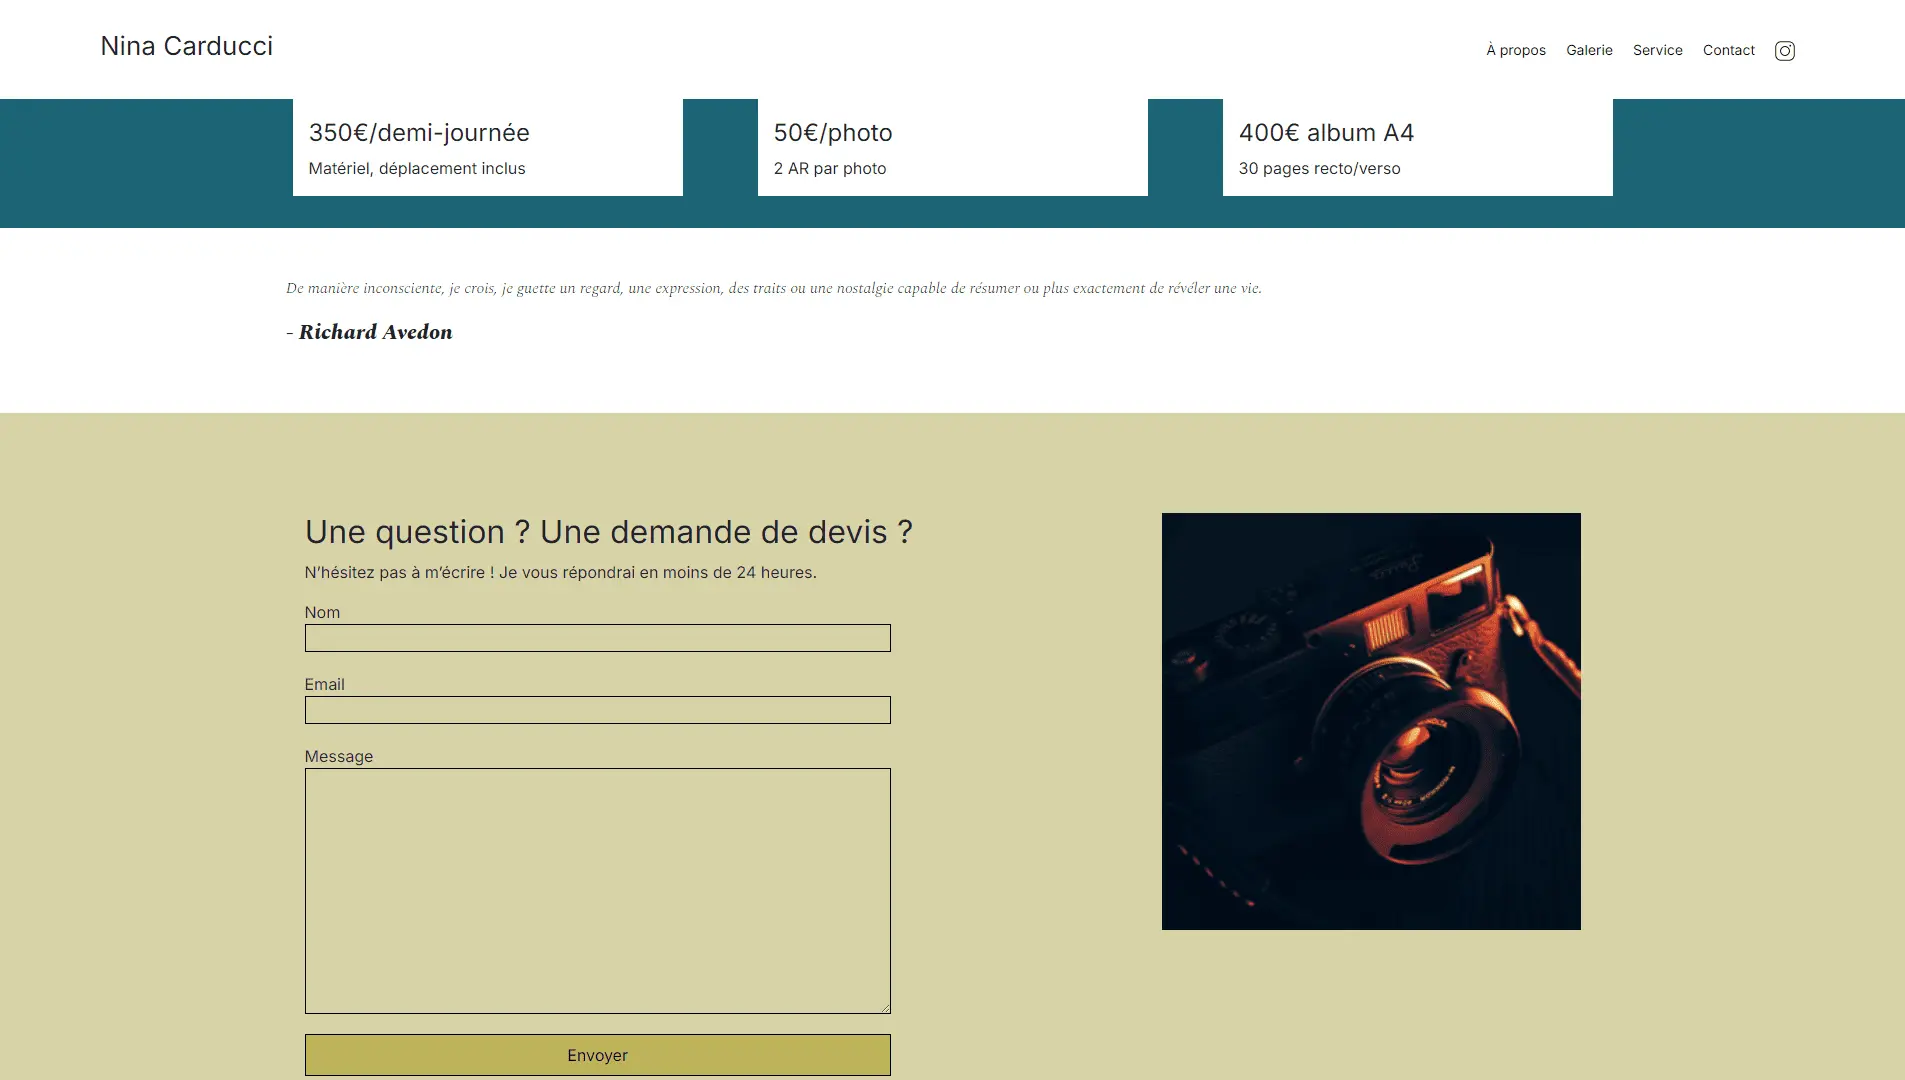 Nina Carducci
À propos Galerie Service Contact
350€/demi-journée
Matériel, déplacement inclus
50€/photo
2 AR par photo
400€ album A4
30 pages recto/verso
De manière inconsciente, je crois, je guette un regard, une expression, des traits ou une nostalgie capable de résumer ou plus exactement de révéler une vie.
- Richard Avedon
Une question ? Une demande de devis ?
N’hésitez pas à m’écrire ! Je vous répondrai en moins de 24 heures.
Nom
Email
Message
Envoyer